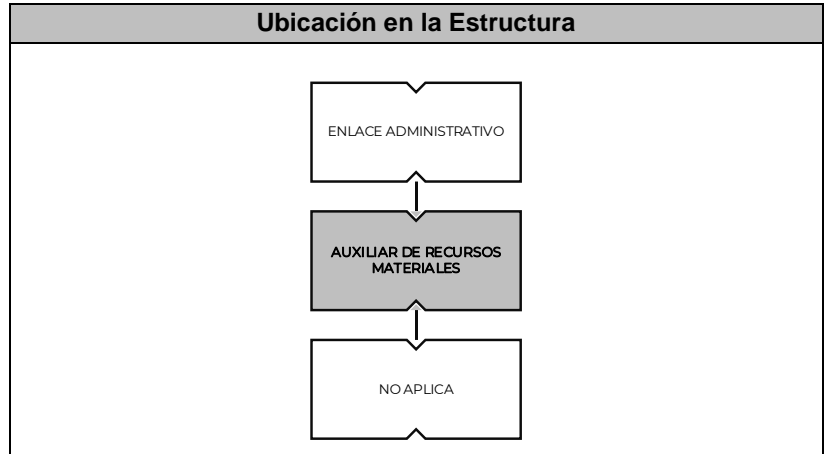 Ubicación en la Estructura
ENLACE ADMINISTRATIVO
AUXILIAR DE RECURSOS
MATERIALES
NO APLICA